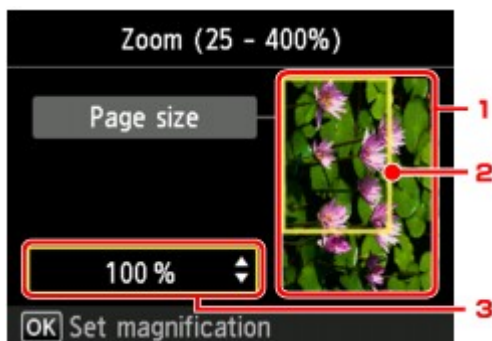 Zoom (25 – 400%)
Page size
1
2
100 %
3
OK Set magnification